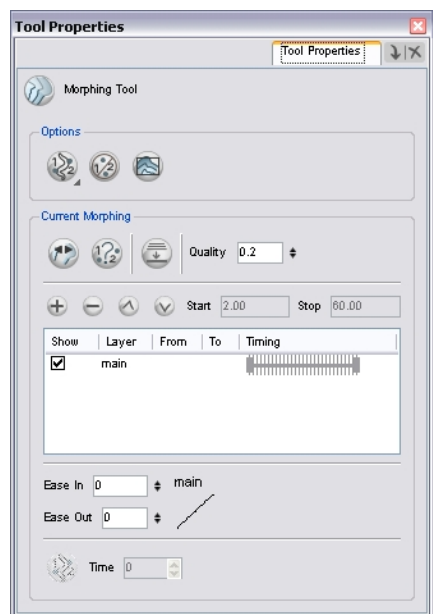 Tool Properties
Tool Properties
Morphing Tool
Options
Current Morphing
Quality 0.2
Start 2.00 Stop 60.00
Show Layer From To Timing
main
Ease In 0 main
Ease Out 0
Time 0